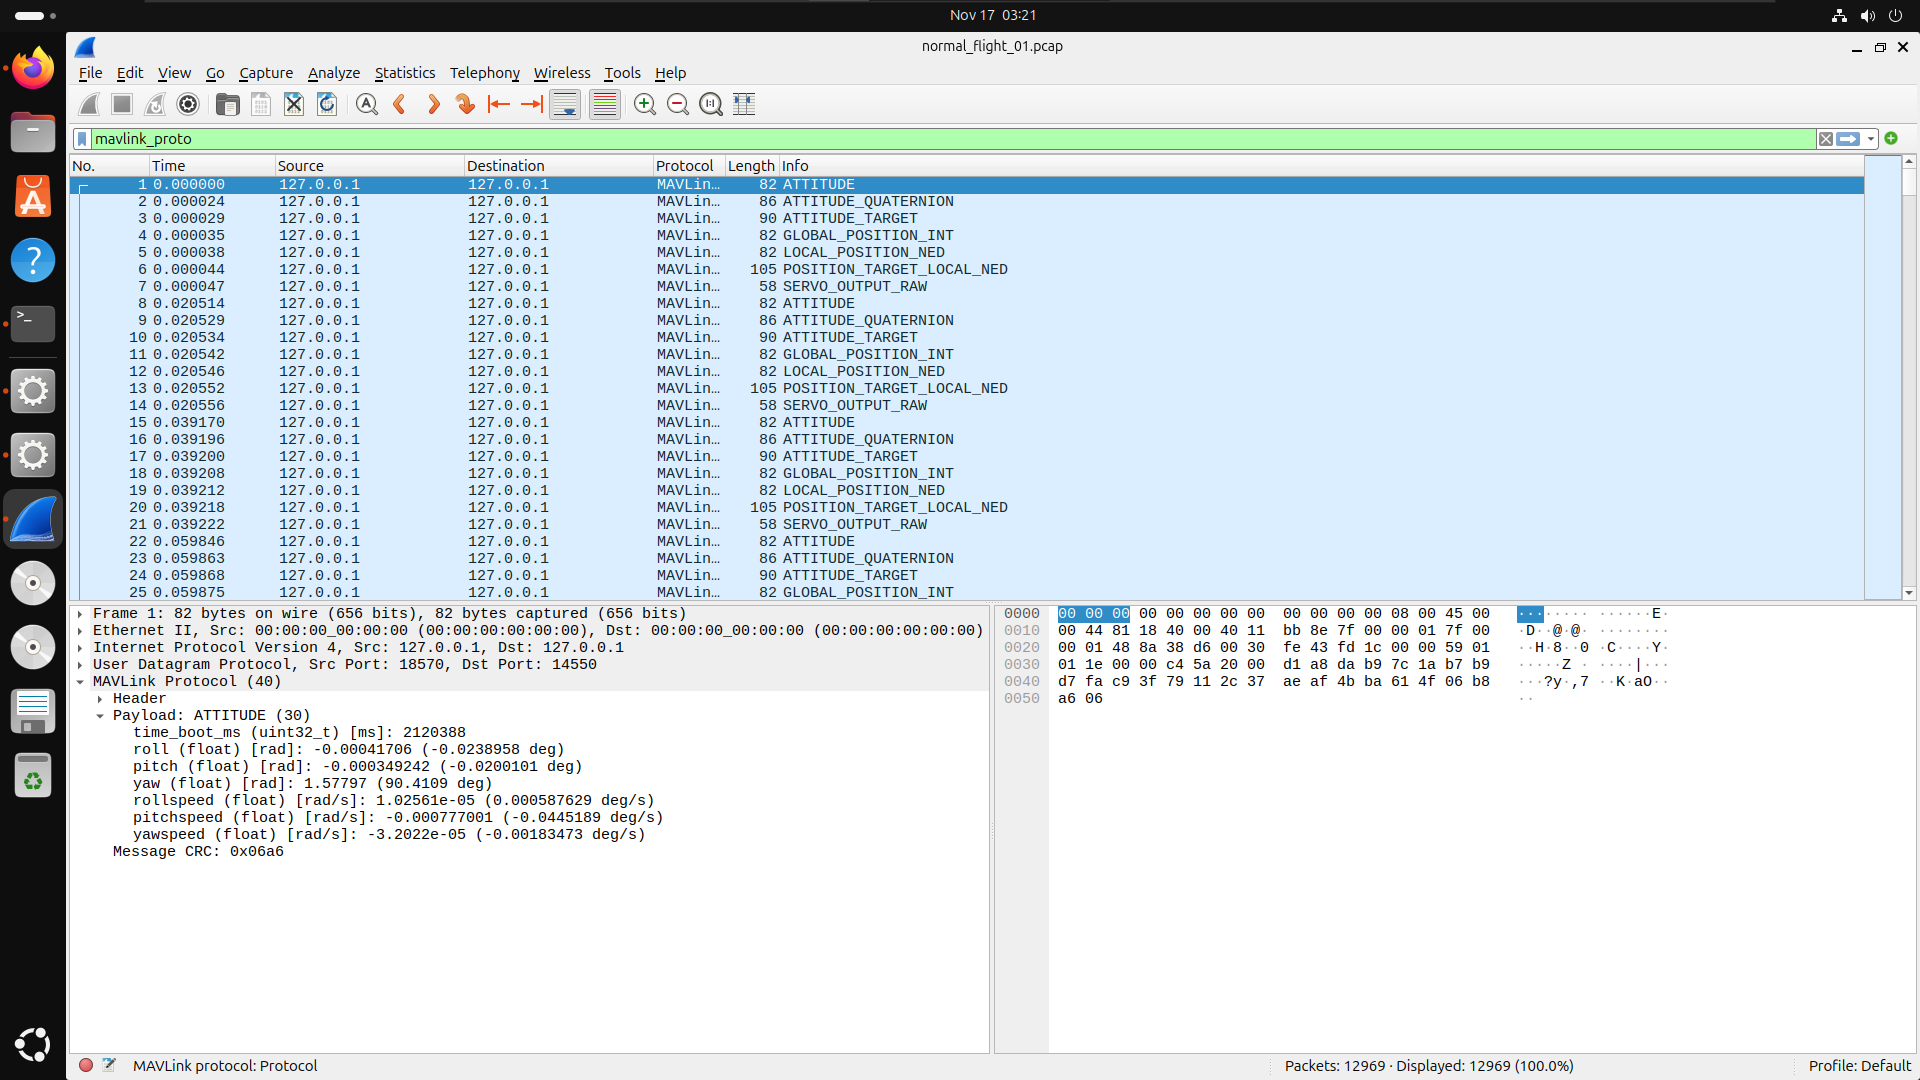 Nov 17 03:21
normal_flight_01.pcap
File Edit View Go Capture Analyze Statistics Telephony Wireless Tools Help
mavlink_proto
No. Time Source Destination Protocol Length Info
1 0.000000 127.0.0.1 127.0.0.1 MAVLin… 82 ATTITUDE
2 0.000024 127.0.0.1 127.0.0.1 MAVLin… 86 ATTITUDE_QUATERNION
3 0.000029 127.0.0.1 127.0.0.1 MAVLin… 90 ATTITUDE_TARGET
4 0.000035 127.0.0.1 127.0.0.1 MAVLin… 82 GLOBAL_POSITION_INT
5 0.000038 127.0.0.1 127.0.0.1 MAVLin… 82 LOCAL_POSITION_NED
6 0.000044 127.0.0.1 127.0.0.1 MAVLin… 105 POSITION_TARGET_LOCAL_NED
7 0.000047 127.0.0.1 127.0.0.1 MAVLin… 58 SERVO_OUTPUT_RAW
8 0.020514 127.0.0.1 127.0.0.1 MAVLin… 82 ATTITUDE
9 0.020529 127.0.0.1 127.0.0.1 MAVLin… 86 ATTITUDE_QUATERNION
10 0.020534 127.0.0.1 127.0.0.1 MAVLin… 90 ATTITUDE_TARGET
11 0.020542 127.0.0.1 127.0.0.1 MAVLin… 82 GLOBAL_POSITION_INT
12 0.020546 127.0.0.1 127.0.0.1 MAVLin… 82 LOCAL_POSITION_NED
13 0.020552 127.0.0.1 127.0.0.1 MAVLin… 105 POSITION_TARGET_LOCAL_NED
14 0.020556 127.0.0.1 127.0.0.1 MAVLin… 58 SERVO_OUTPUT_RAW
15 0.039170 127.0.0.1 127.0.0.1 MAVLin… 82 ATTITUDE
16 0.039196 127.0.0.1 127.0.0.1 MAVLin… 86 ATTITUDE_QUATERNION
17 0.039200 127.0.0.1 127.0.0.1 MAVLin… 90 ATTITUDE_TARGET
18 0.039208 127.0.0.1 127.0.0.1 MAVLin… 82 GLOBAL_POSITION_INT
19 0.039212 127.0.0.1 127.0.0.1 MAVLin… 82 LOCAL_POSITION_NED
20 0.039218 127.0.0.1 127.0.0.1 MAVLin… 105 POSITION_TARGET_LOCAL_NED
21 0.039222 127.0.0.1 127.0.0.1 MAVLin… 58 SERVO_OUTPUT_RAW
22 0.059846 127.0.0.1 127.0.0.1 MAVLin… 82 ATTITUDE
23 0.059863 127.0.0.1 127.0.0.1 MAVLin… 86 ATTITUDE_QUATERNION
24 0.059868 127.0.0.1 127.0.0.1 MAVLin… 90 ATTITUDE_TARGET
25 0.059875 127.0.0.1 127.0.0.1 MAVLin… 82 GLOBAL_POSITION_INT
Frame 1: 82 bytes on wire (656 bits), 82 bytes captured (656 bits)
Ethernet II, Src: 00:00:00_00:00:00 (00:00:00:00:00:00), Dst: 00:00:00_00:00:00 (00:00:00:00:00:00)
Internet Protocol Version 4, Src: 127.0.0.1, Dst: 127.0.0.1
User Datagram Protocol, Src Port: 18570, Dst Port: 14550
MAVLink Protocol (40)
Header
Payload: ATTITUDE (30)
time_boot_ms (uint32_t) [ms]: 2120388
roll (float) [rad]: -0.00041706 (-0.0238958 deg)
pitch (float) [rad]: -0.000349242 (-0.0200101 deg)
yaw (float) [rad]: 1.57797 (90.4109 deg)
rollspeed (float) [rad/s]: 1.02561e-05 (0.000587629 deg/s)
pitchspeed (float) [rad/s]: -0.000777001 (-0.0445189 deg/s)
yawspeed (float) [rad/s]: -3.2022e-05 (-0.00183473 deg/s)
Message CRC: 0x06a6
0000 00 00 00 00 00 00 00 00 00 00 00 00 08 00 45 00 ··············E·
0010 00 44 81 18 40 00 40 11 bb 8e 7f 00 00 01 7f 00 ·D··@·@·········
0020 00 01 48 8a 38 d6 00 30 fe 43 fd 1c 00 00 59 01 ··H·8··0·C····Y·
0030 01 1e 00 00 c4 5a 20 00 d1 a8 da b9 7c 1a b7 b9 ·····Z ·····|···
0040 d7 fa c9 3f 79 11 2c 37 ae af 4b ba 61 4f 06 b8 ···?y·,7··K·aO··
0050 a6 06 ··
MAVLink protocol: Protocol
Packets: 12969 · Displayed: 12969 (100.0%)
Profile: Default